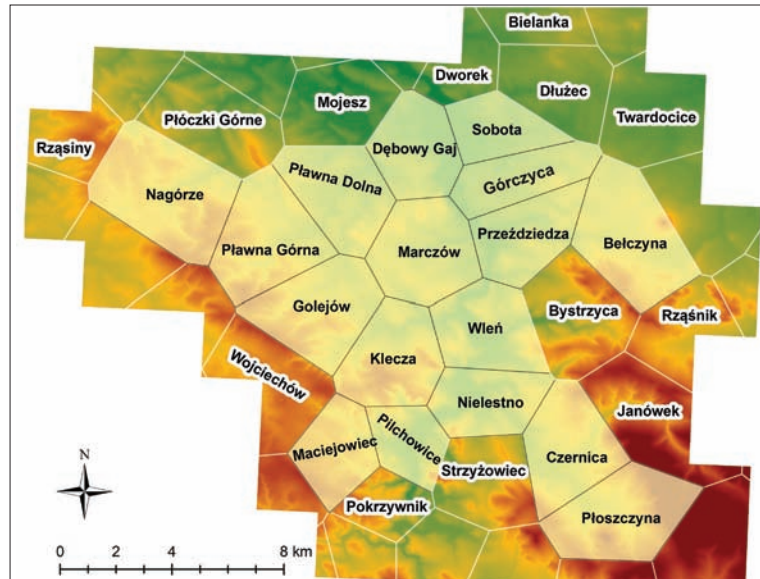 Bielanka
Dworek
Dłużec
Mojesz
Płóczki Górne
Twardocice
Sobota
Rząsiny
Dębowy Gaj
Pławna Dolna
Górczyca
Nagórze
Przeździedza
Pławna Górna
Marczów
Bełczyna
Golejów
Bystrzyca
Rząśnik
Wleń
Klecza
Wojciechów
Nielestno
Janówek
Maciejowiec
Pilchowice
Czernica
Strzyżowiec
Pokrzywnik
Płoszczyna
N
0 2 4 8 km